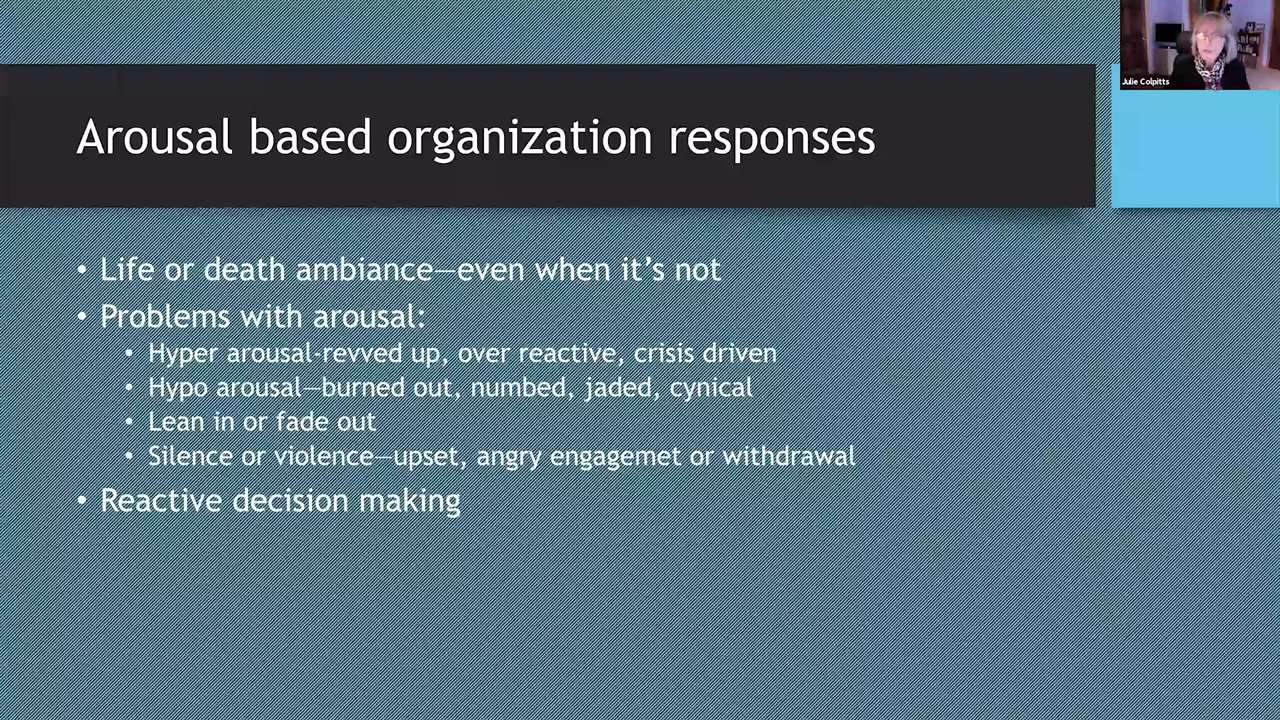 Julie Colpitts
Arousal based organization responses
• Life or death ambiance—even when it's not
• Problems with arousal:
• Hyper arousal-revved up, over reactive, crisis driven
• Hypo arousal—burned out, numbed, jaded, cynical
• Lean in or fade out
• Silence or violence—upset, angry engagemet or withdrawal
• Reactive decision making